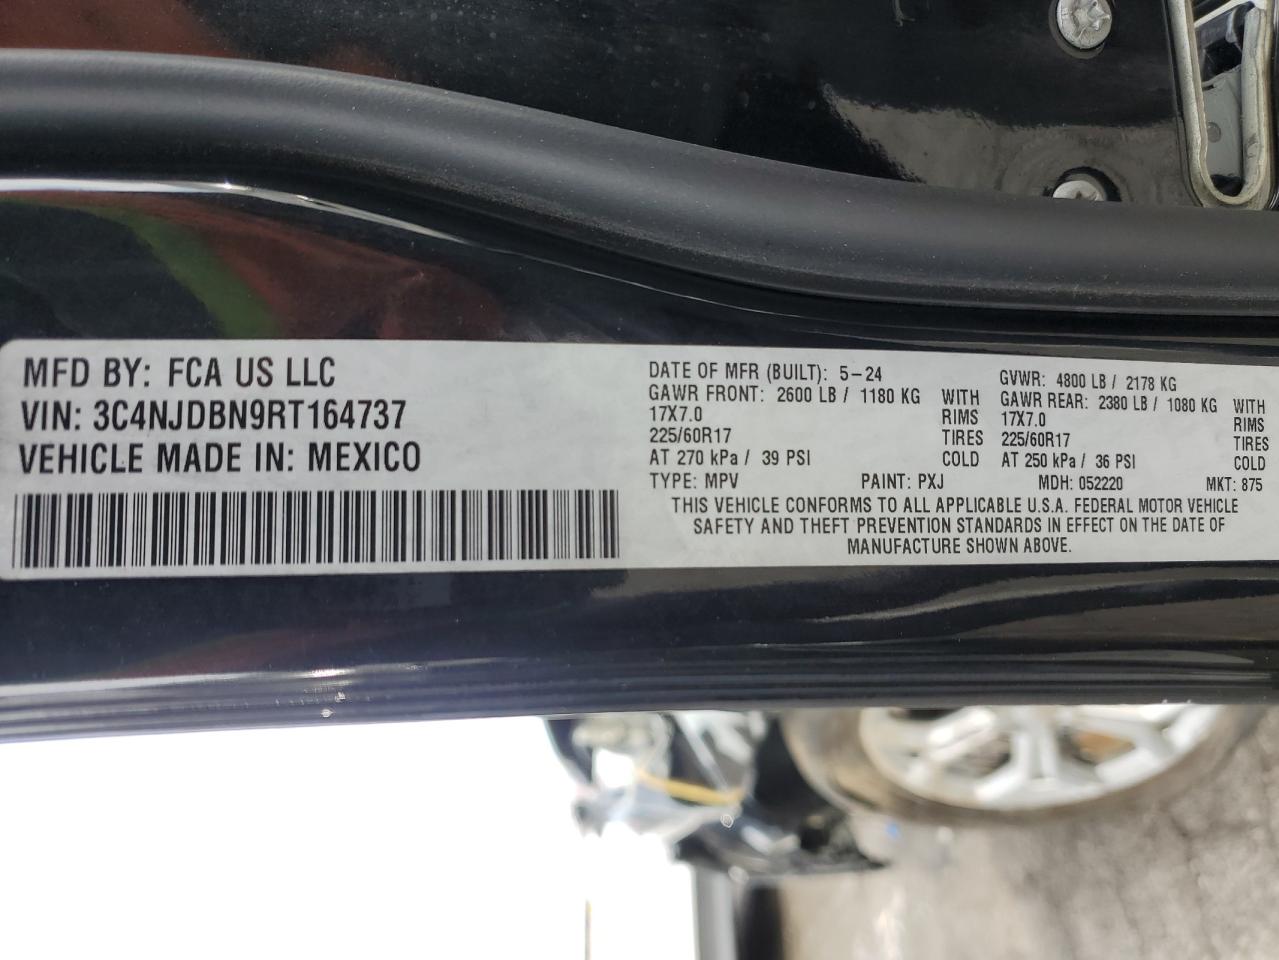 MFD BY: FCA US LLC
VIN: 3C4NJDBN9RT164737
VEHICLE MADE IN: MEXICO
DATE OF MFR (BUILT): 5-24 GVWR: 4800 LB / 2178 KG
GAWR FRONT: 2600 LB / 1180 KG WITH GAWR REAR: 2380 LB / 1080 KG WITH
17X7.0 RIMS 17X7.0 RIMS
225/60R17 TIRES 225/60R17 TIRES
AT 270 kPa / 39 PSI COLD AT 250 kPa / 36 PSI COLD
TYPE: MPV PAINT: PXJ MDH: 052220 MKT: 875
THIS VEHICLE CONFORMS TO ALL APPLICABLE U.S.A. FEDERAL MOTOR VEHICLE
SAFETY AND THEFT PREVENTION STANDARDS IN EFFECT ON THE DATE OF
MANUFACTURE SHOWN ABOVE.